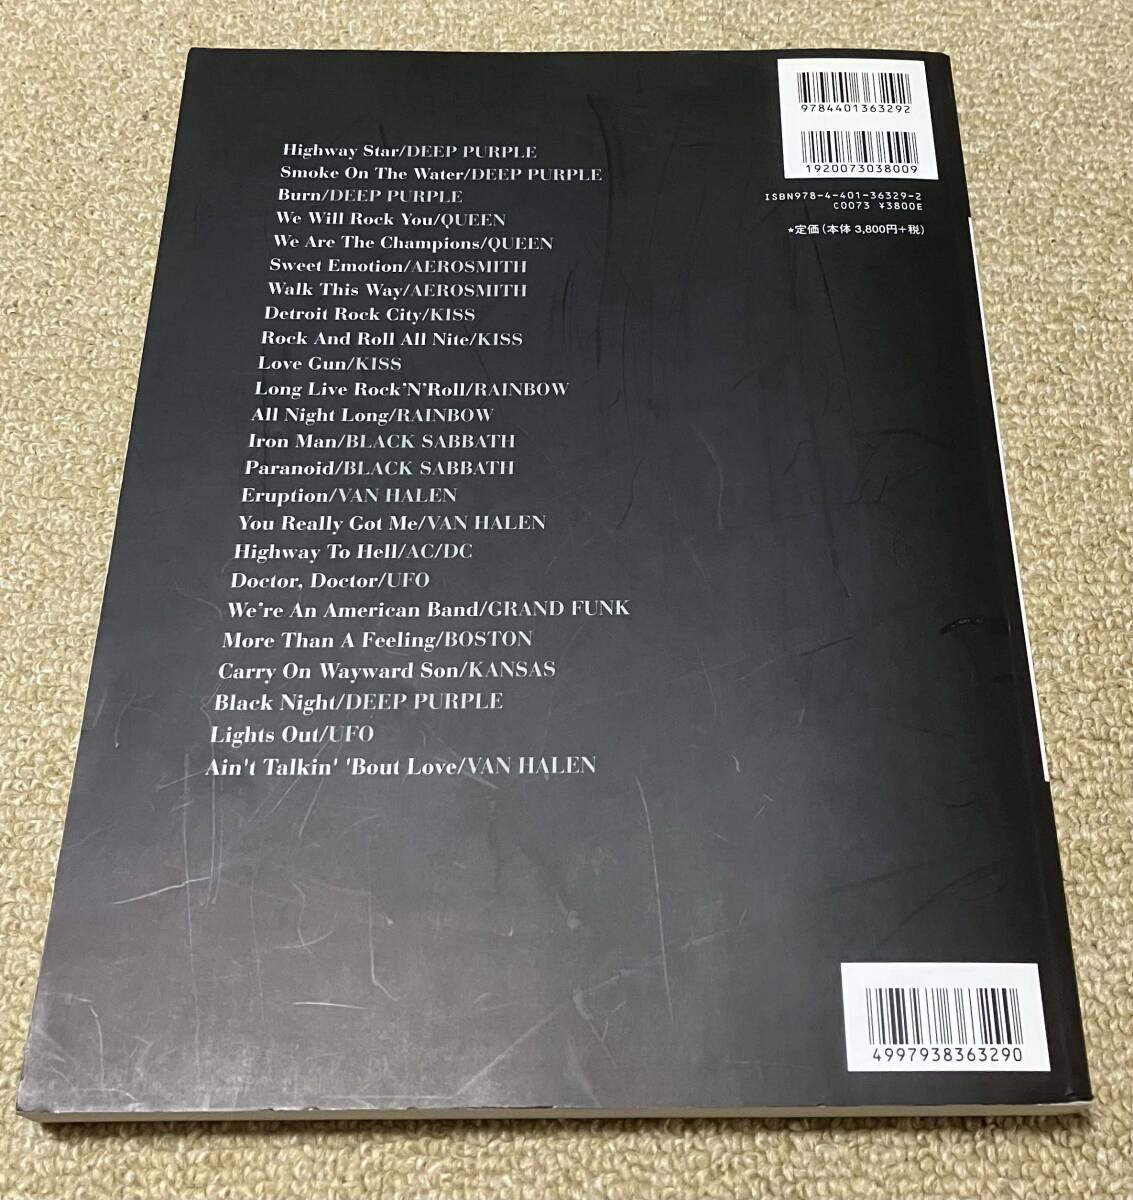 9784401363292
1920073038009
ISBN978-4-401-36329-2
C0073 ¥3800E
★定価(本体 3,800円+税)
Highway Star/DEEP PURPLE
Smoke On The Water/DEEP PURPLE
Burn/DEEP PURPLE
We Will Rock You/QUEEN
We Are The Champions/QUEEN
Sweet Emotion/AEROSMITH
Walk This Way/AEROSMITH
Detroit Rock City/KISS
Rock And Roll All Nite/KISS
Love Gun/KISS
Long Live Rock'N'Roll/RAINBOW
All Night Long/RAINBOW
Iron Man/BLACK SABBATH
Paranoid/BLACK SABBATH
Eruption/VAN HALEN
You Really Got Me/VAN HALEN
Highway To Hell/AC/DC
Doctor, Doctor/UFO
We're An American Band/GRAND FUNK
More Than A Feeling/BOSTON
Carry On Wayward Son/KANSAS
Black Night/DEEP PURPLE
Lights Out/UFO
Ain't Talkin' 'Bout Love/VAN HALEN
4997938363290